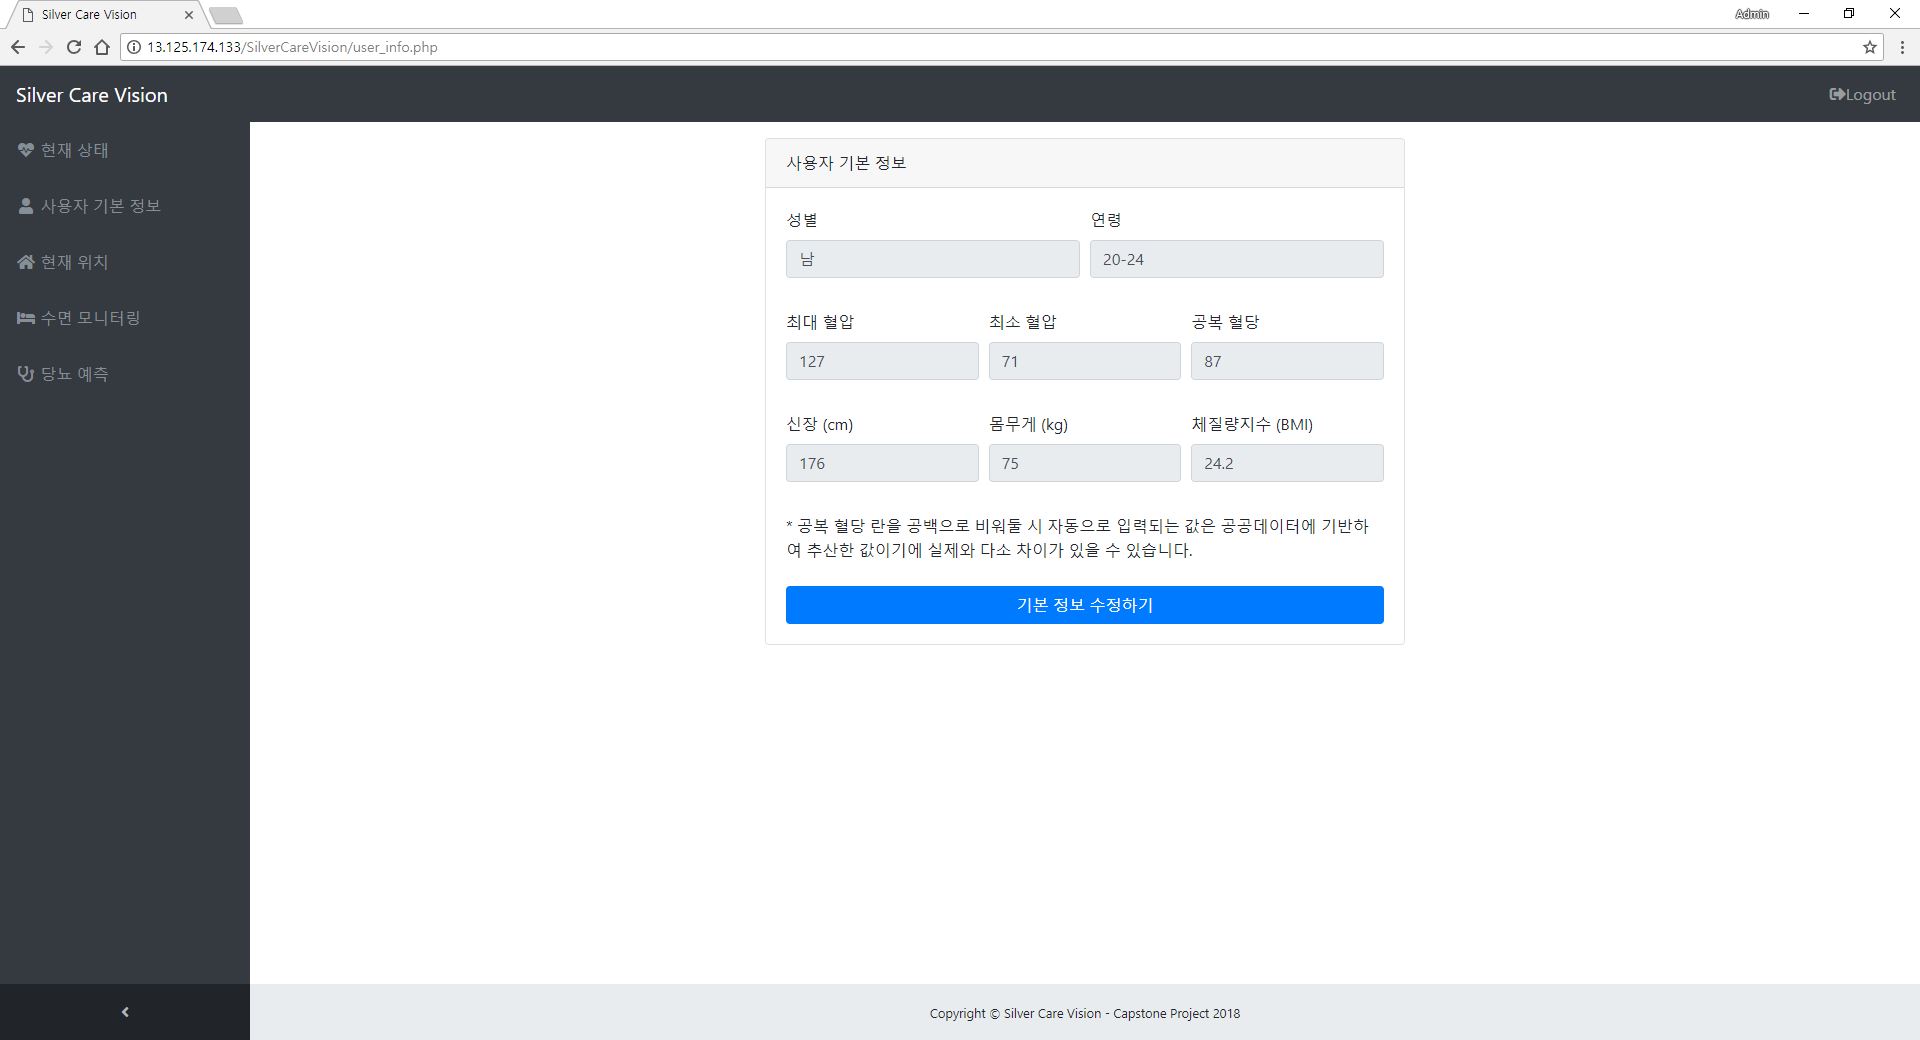 Silver Care Vision
Admin
13.125.174.133/SilverCareVision/user_info.php
Silver Care Vision
Logout
현재 상태
사용자 기본 정보
현재 위치
수면 모니터링
당뇨 예측
사용자 기본 정보
성별 연령
남 20-24
최대 혈압 최소 혈압 공복 혈당
127 71 87
신장 (cm) 몸무게 (kg) 체질량지수 (BMI)
176 75 24.2
* 공복 혈당 란을 공백으로 비워둘 시 자동으로 입력되는 값은 공공데이터에 기반하
여 추산한 값이기에 실제와 다소 차이가 있을 수 있습니다.
기본 정보 수정하기
Copyright © Silver Care Vision - Capstone Project 2018